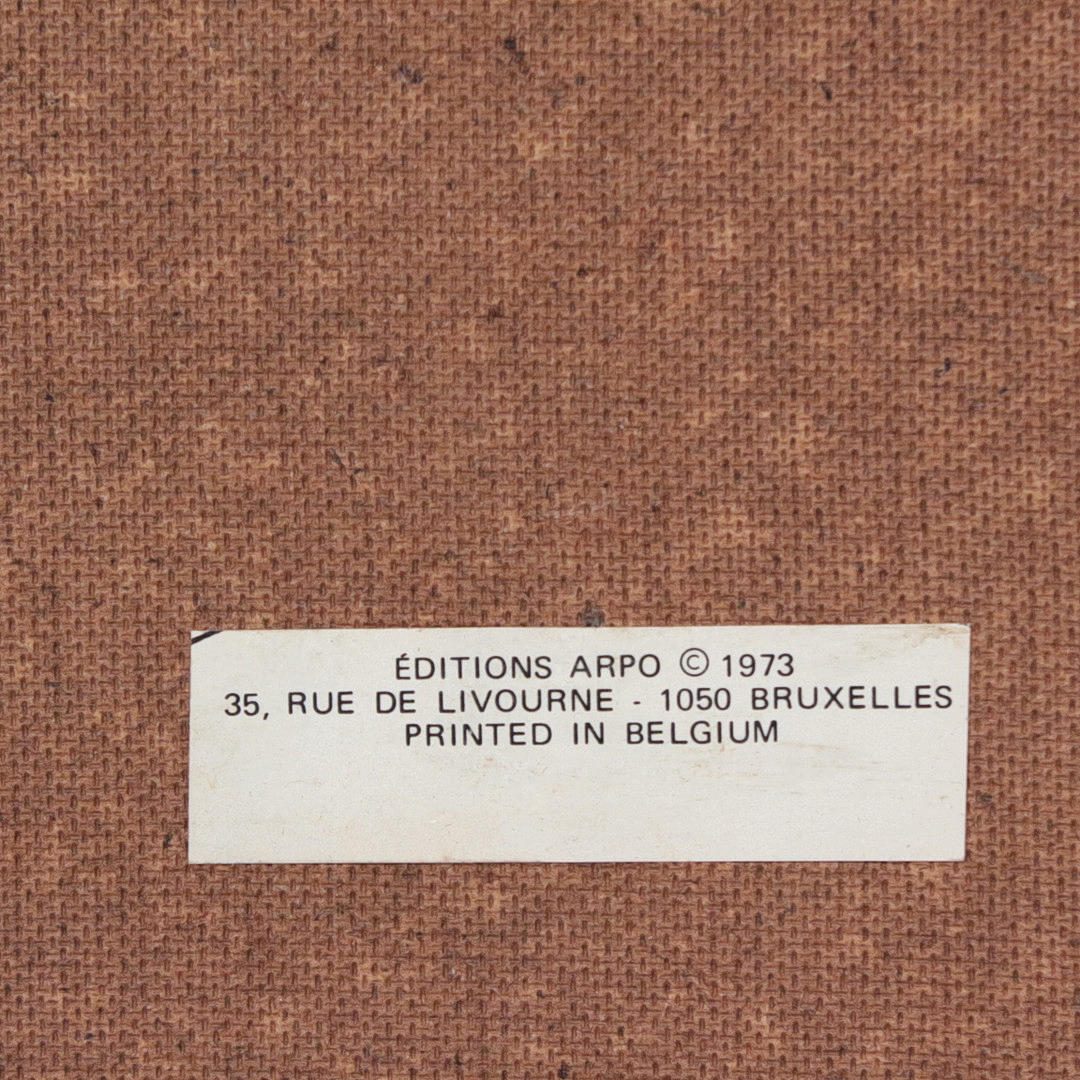 ÉDITIONS ARPO © 1973
35, RUE DE LIVOURNE - 1050 BRUXELLES
PRINTED IN BELGIUM